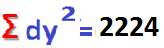 Σ dy² = 2224